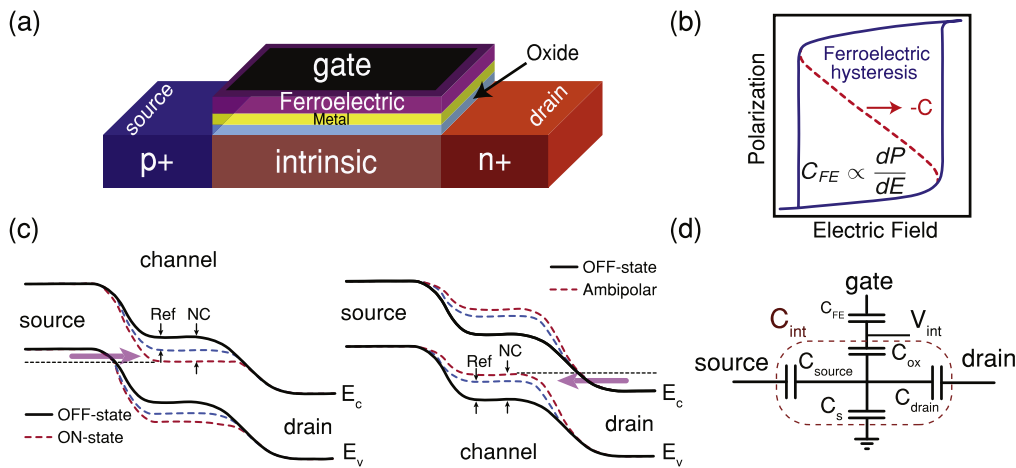 (a)
gate
Oxide
Ferroelectric
Metal
source
drain
p+
intrinsic
n+
(b)
Polarization
Ferroelectric
hysteresis
-C
C_FE ∝ dP/dE
Electric Field
(c)
channel
source
Ref
NC
E_c
drain
E_v
OFF-state
ON-state
OFF-state
Ambipolar
source
Ref
NC
E_c
drain
E_v
channel
(d)
gate
C_FE
C_int
V_int
source
C_source
C_ox
drain
C_s
C_drain